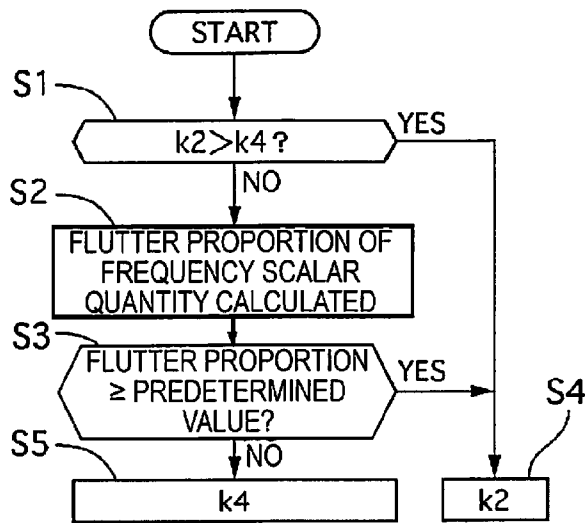 START
S1
k2>k4?
YES
NO
S2
FLUTTER PROPORTION OF
FREQUENCY SCALAR
QUANTITY CALCULATED
S3
FLUTTER PROPORTION
≥ PREDETERMINED
VALUE?
YES
NO
S4
S5
k4
k2